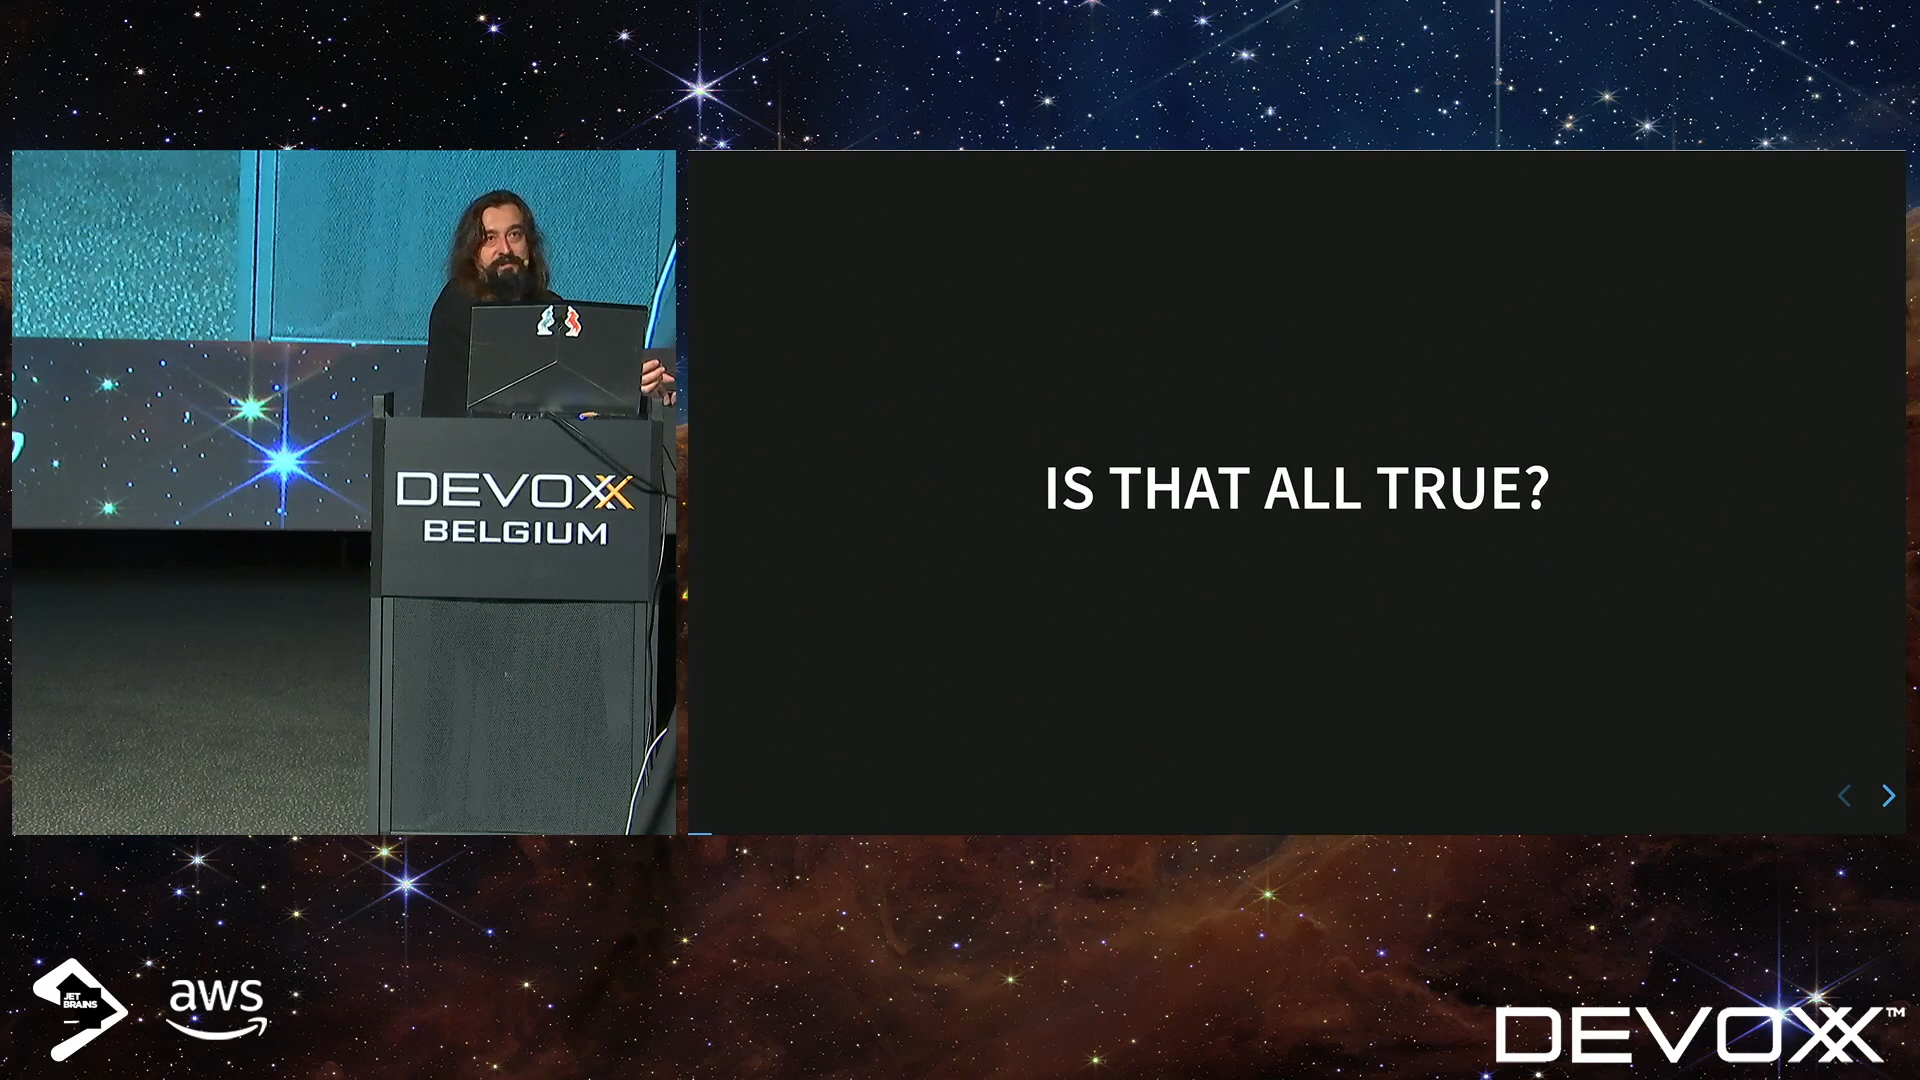 IS THAT ALL TRUE?
DEVOXX
BELGIUM
JET
BRAINS
aws
DEVOXX™